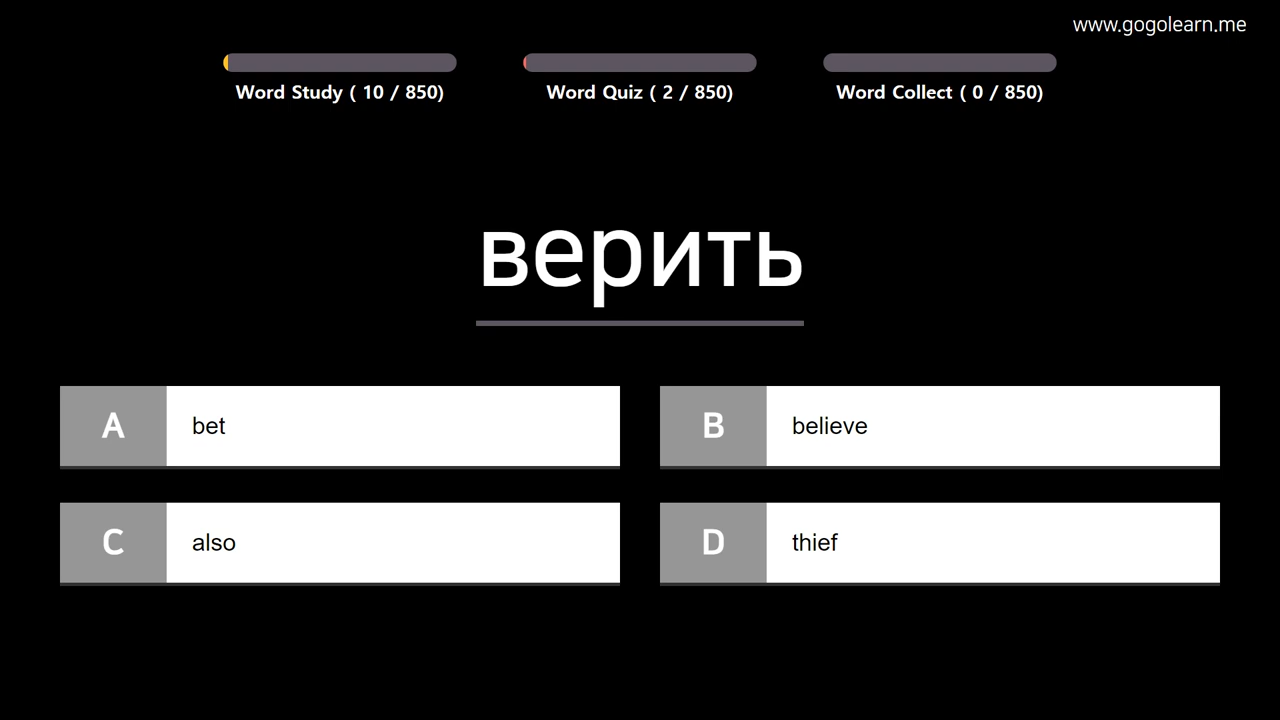 www.gogolearn.me
Word Study ( 10 / 850)
Word Quiz ( 2 / 850)
Word Collect ( 0 / 850)
верить
A bet
B believe
C also
D thief